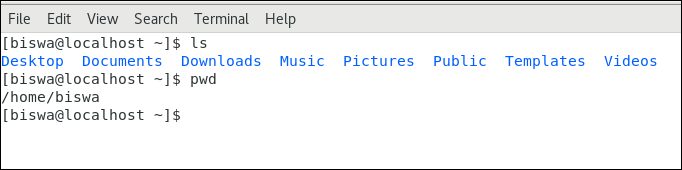 File Edit View Search Terminal Help
[biswa@localhost ~]$ ls
Desktop  Documents  Downloads  Music  Pictures  Public  Templates  Videos
[biswa@localhost ~]$ pwd
/home/biswa
[biswa@localhost ~]$